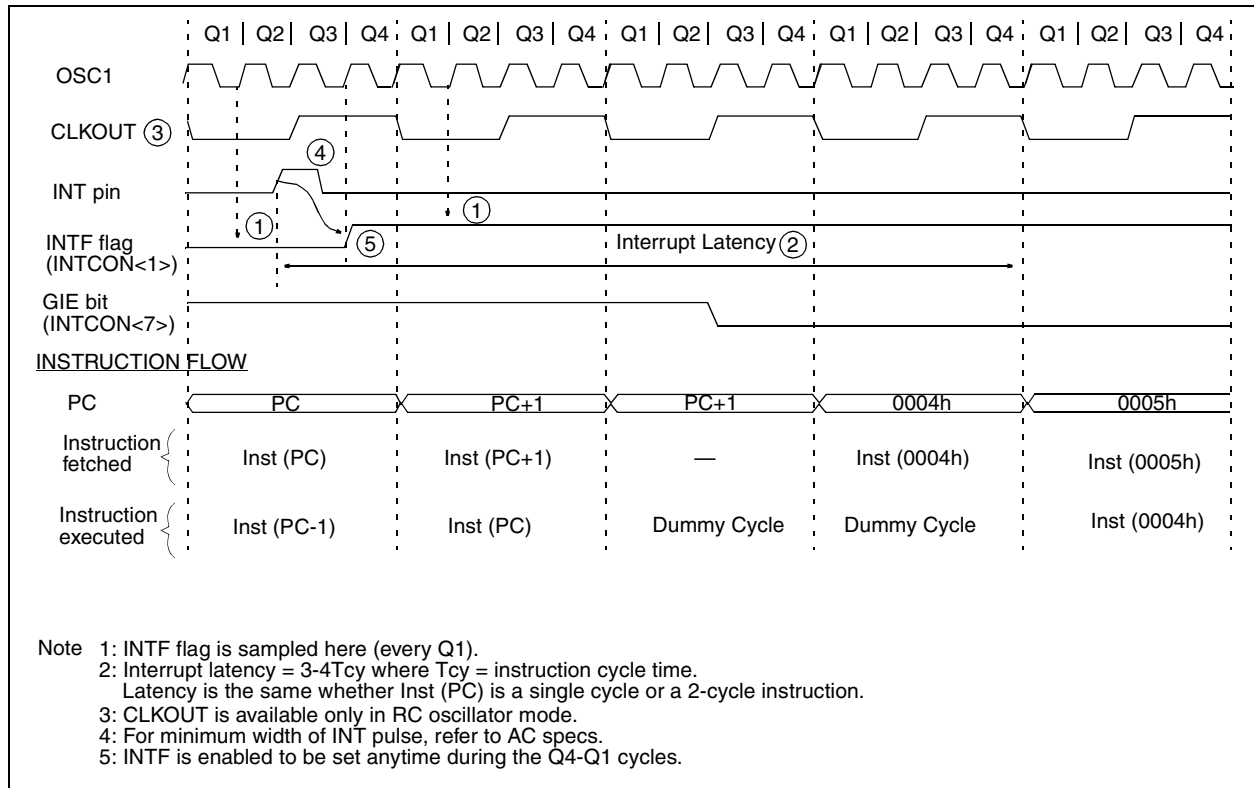 Q1 | Q2 | Q3 | Q4 Q1 | Q2 | Q3 | Q4 Q1 | Q2 | Q3 | Q4 Q1 | Q2 | Q3 | Q4 Q1 | Q2 | Q3 | Q4
OSC1
CLKOUT ③
④
INT pin
① ①
INTF flag
(INTCON<1>)
⑤
Interrupt Latency ②
GIE bit
(INTCON<7>)
INSTRUCTION FLOW
PC PC PC+1 PC+1 0004h 0005h
Instruction
fetched
Inst (PC) Inst (PC+1) — Inst (0004h) Inst (0005h)
Instruction
executed
Inst (PC-1) Inst (PC) Dummy Cycle Dummy Cycle Inst (0004h)
Note 1: INTF flag is sampled here (every Q1).
2: Interrupt latency = 3-4Tcy where Tcy = instruction cycle time.
Latency is the same whether Inst (PC) is a single cycle or a 2-cycle instruction.
3: CLKOUT is available only in RC oscillator mode.
4: For minimum width of INT pulse, refer to AC specs.
5: INTF is enabled to be set anytime during the Q4-Q1 cycles.